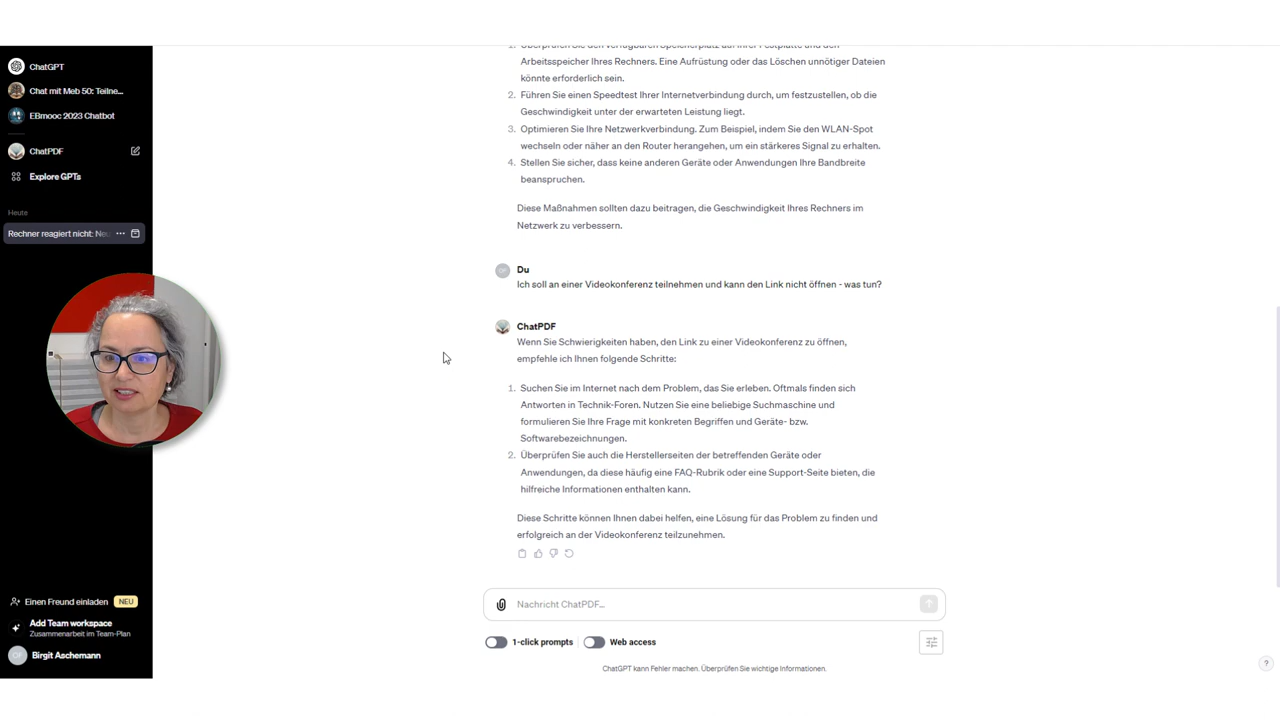 ChatGPT
Chat mit Meb 50: Teilne...
EBmooc 2023 Chatbot
ChatPDF
Explore GPTs
Heute
Rechner reagiert nicht: Neu
Einen Freund einladen NEU
Add Team workspace
Zusammenarbeit im Team-Plan
Birgit Aschemann
1. Überprüfen Sie den verfügbaren Speicherplatz auf Ihrer Festplatte und den
Arbeitsspeicher Ihres Rechners. Eine Aufrüstung oder das Löschen unnötiger Dateien
könnte erforderlich sein.
2. Führen Sie einen Speedtest Ihrer Internetverbindung durch, um festzustellen, ob die
Geschwindigkeit unter der erwarteten Leistung liegt.
3. Optimieren Sie Ihre Netzwerkverbindung. Zum Beispiel, indem Sie den WLAN-Spot
wechseln oder näher an den Router herangehen, um ein stärkeres Signal zu erhalten.
4. Stellen Sie sicher, dass keine anderen Geräte oder Anwendungen Ihre Bandbreite
beanspruchen.
Diese Maßnahmen sollten dazu beitragen, die Geschwindigkeit Ihres Rechners im
Netzwerk zu verbessern.
Du
Ich soll an einer Videokonferenz teilnehmen und kann den Link nicht öffnen - was tun?
ChatPDF
Wenn Sie Schwierigkeiten haben, den Link zu einer Videokonferenz zu öffnen,
empfehle ich Ihnen folgende Schritte:
1. Suchen Sie im Internet nach dem Problem, das Sie erleben. Oftmals finden sich
Antworten in Technik-Foren. Nutzen Sie eine beliebige Suchmaschine und
formulieren Sie Ihre Frage mit konkreten Begriffen und Geräte- bzw.
Softwarebezeichnungen.
2. Überprüfen Sie auch die Herstellerseiten der betreffenden Geräte oder
Anwendungen, da diese häufig eine FAQ-Rubrik oder eine Support-Seite bieten, die
hilfreiche Informationen enthalten kann.
Diese Schritte können Ihnen dabei helfen, eine Lösung für das Problem zu finden und
erfolgreich an der Videokonferenz teilzunehmen.
Nachricht ChatPDF...
1-click prompts Web access
ChatGPT kann Fehler machen. Überprüfen Sie wichtige Informationen.
?